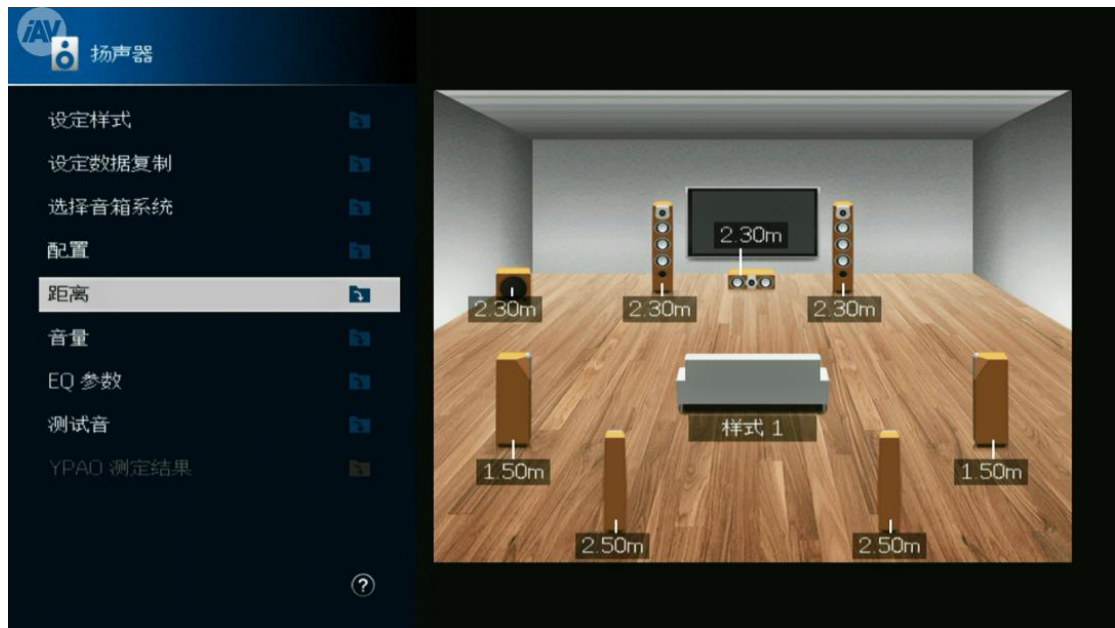 iAV
扬声器
设定样式
设定数据复制
选择音箱系统
配置
距离
音量
EQ 参数
测试音
YPAO 测定结果
?
2.30m
2.30m
2.30m
2.30m
样式 1
1.50m
1.50m
2.50m
2.50m